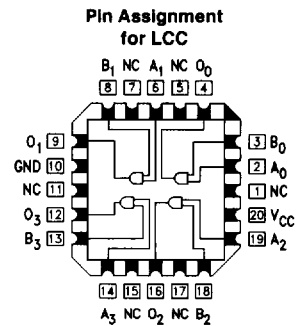 Pin Assignment
for LCC
B1 NC A1 NC O0
8 7 6 5 4
O1 9 3 B0
GND 10 2 A0
NC 11 1 NC
O3 12 20 VCC
B3 13 19 A2
14 15 16 17 18
A3 NC O2 NC B2